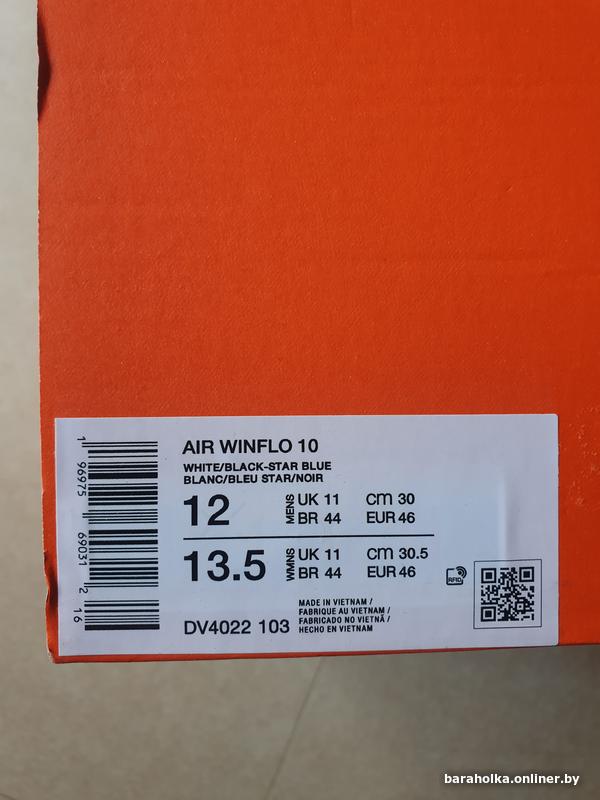 AIR WINFLO 10
WHITE/BLACK-STAR BLUE
BLANC/BLEU STAR/NOIR
12 MENS UK 11 CM 30
BR 44 EUR 46
13.5 WMNS UK 11 CM 30.5
BR 44 EUR 46
RFID
DV4022 103
MADE IN VIETNAM /
FABRIQUE AU VIETNAM /
FABRICADO NO VIETNÃ /
HECHO EN VIETNAM
1 96975 69031 2 16
baraholka.onliner.by